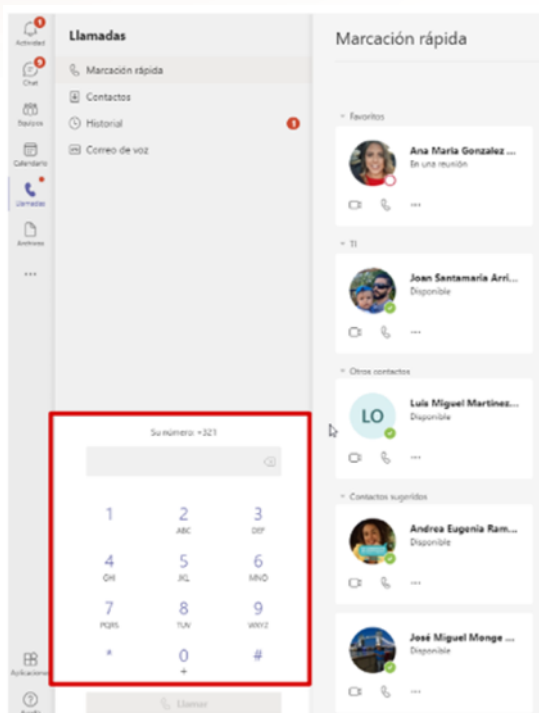 Actividad
Chat
Equipos
Calendario
Llamadas
Archivos
...
Aplicaciones
Ayuda
Llamadas
Marcación rápida
Contactos
Historial
1
Correo de voz
Su número: +321
1
2
ABC
3
DEF
4
GHI
5
JKL
6
MNO
7
PQRS
8
TUV
9
WXYZ
*
0
+
#
Llamar
Marcación rápida
Favoritos
Ana Maria Gonzalez ...
En una reunión
...
TI
Joan Santamaria Arri...
Disponible
...
Otros contactos
LO
Luis Miguel Martinez...
Disponible
...
Contactos sugeridos
Andrea Eugenia Ram...
Disponible
...
José Miguel Monge ...
Disponible
...